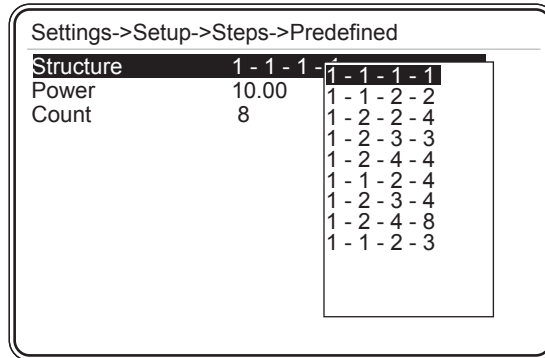 Settings->Setup->Steps->Predefined
Structure 1 - 1 - 1 - 1
Power 10.00
Count 8
1 - 1 - 1 - 1
1 - 1 - 2 - 2
1 - 2 - 2 - 4
1 - 2 - 3 - 3
1 - 2 - 4 - 4
1 - 1 - 2 - 4
1 - 2 - 3 - 4
1 - 2 - 4 - 8
1 - 1 - 2 - 3